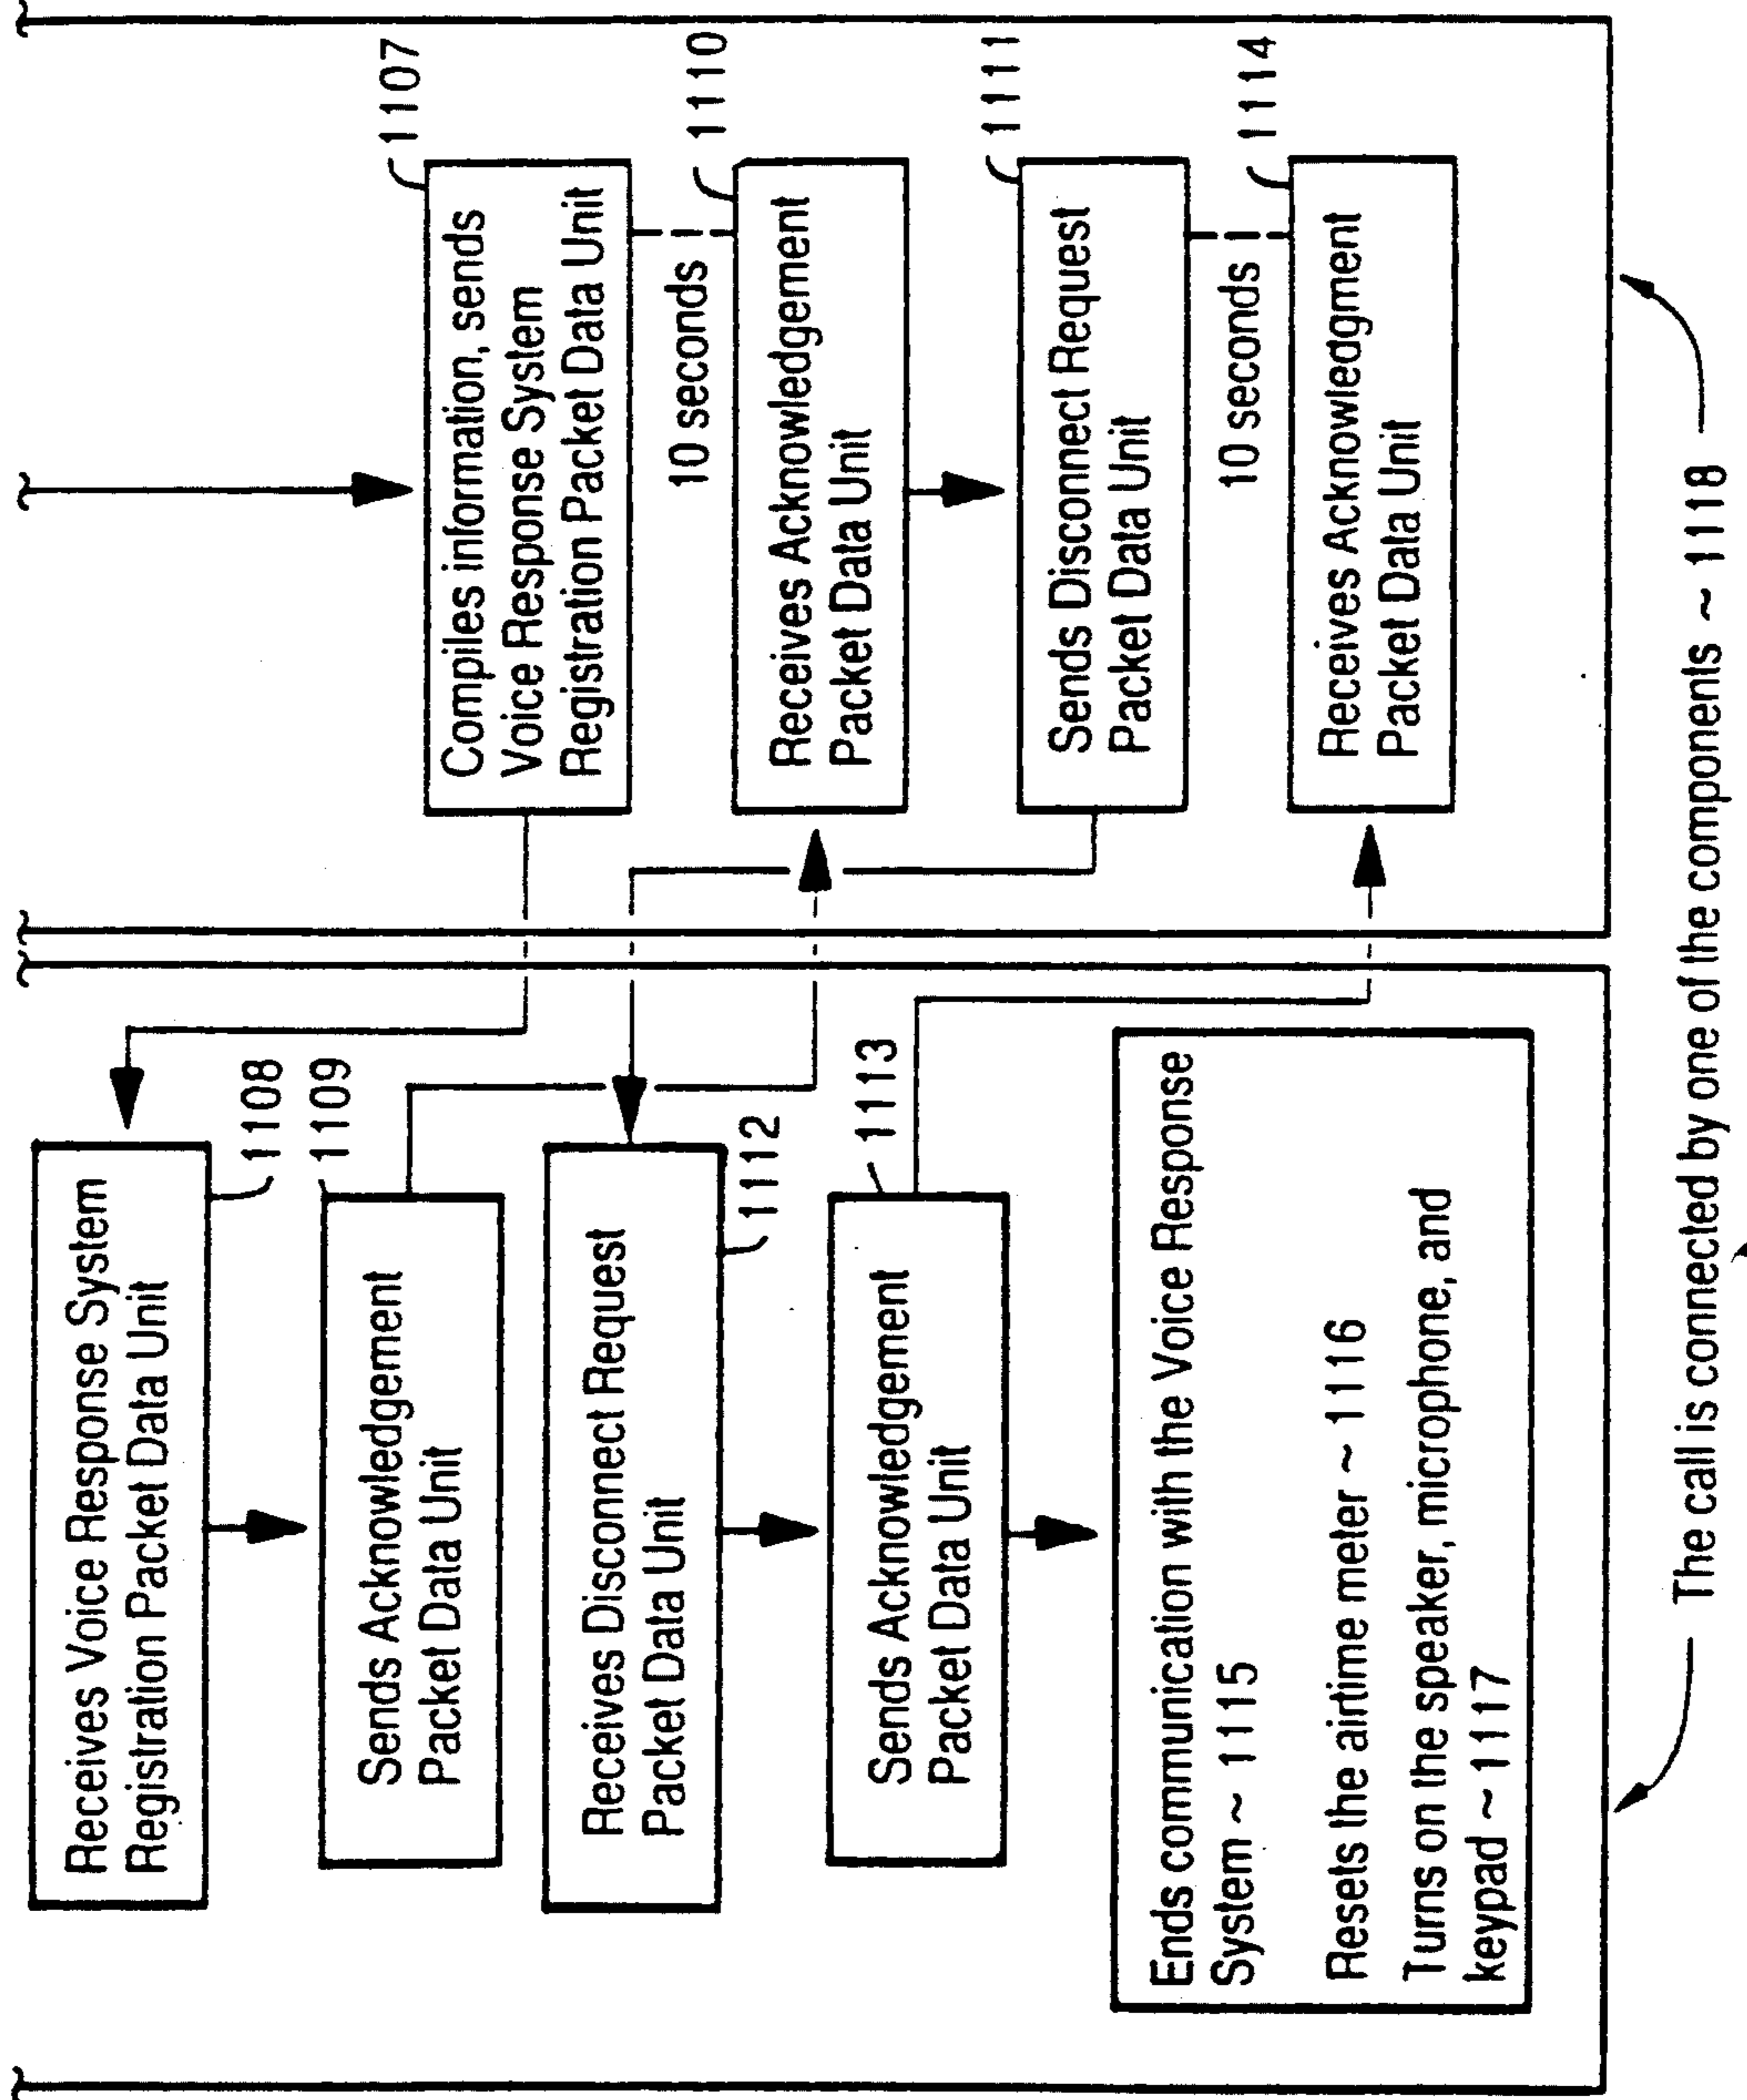 Receives Voice Response System
Registration Packet Data Unit
1108
1109
Sends Acknowledgement
Packet Data Unit
Receives Disconnect Request
Packet Data Unit
1112
1113
Sends Acknowledgement
Packet Data Unit
Ends communication with the Voice Response
System ~ 1115
Resets the airtime meter ~ 1116
Turns on the speaker, microphone, and
keypad ~ 1117
1107
Compiles information, sends
Voice Response System
Registration Packet Data Unit
10 seconds
1110
Receives Acknowledgement
Packet Data Unit
1111
Sends Disconnect Request
Packet Data Unit
10 seconds
1114
Receives Acknowledgment
Packet Data Unit
The call is connected by one of the components ~ 1118